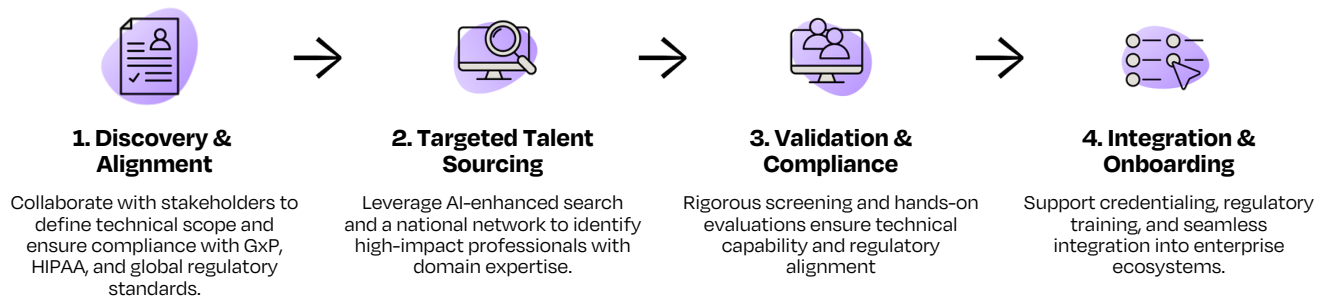 1. Discovery &
Alignment
Collaborate with stakeholders to
define technical scope and
ensure compliance with GxP,
HIPAA, and global regulatory
standards.
2. Targeted Talent
Sourcing
Leverage AI-enhanced search
and a national network to identify
high-impact professionals with
domain expertise.
3. Validation &
Compliance
Rigorous screening and hands-on
evaluations ensure technical
capability and regulatory
alignment
4. Integration &
Onboarding
Support credentialing, regulatory
training, and seamless
integration into enterprise
ecosystems.